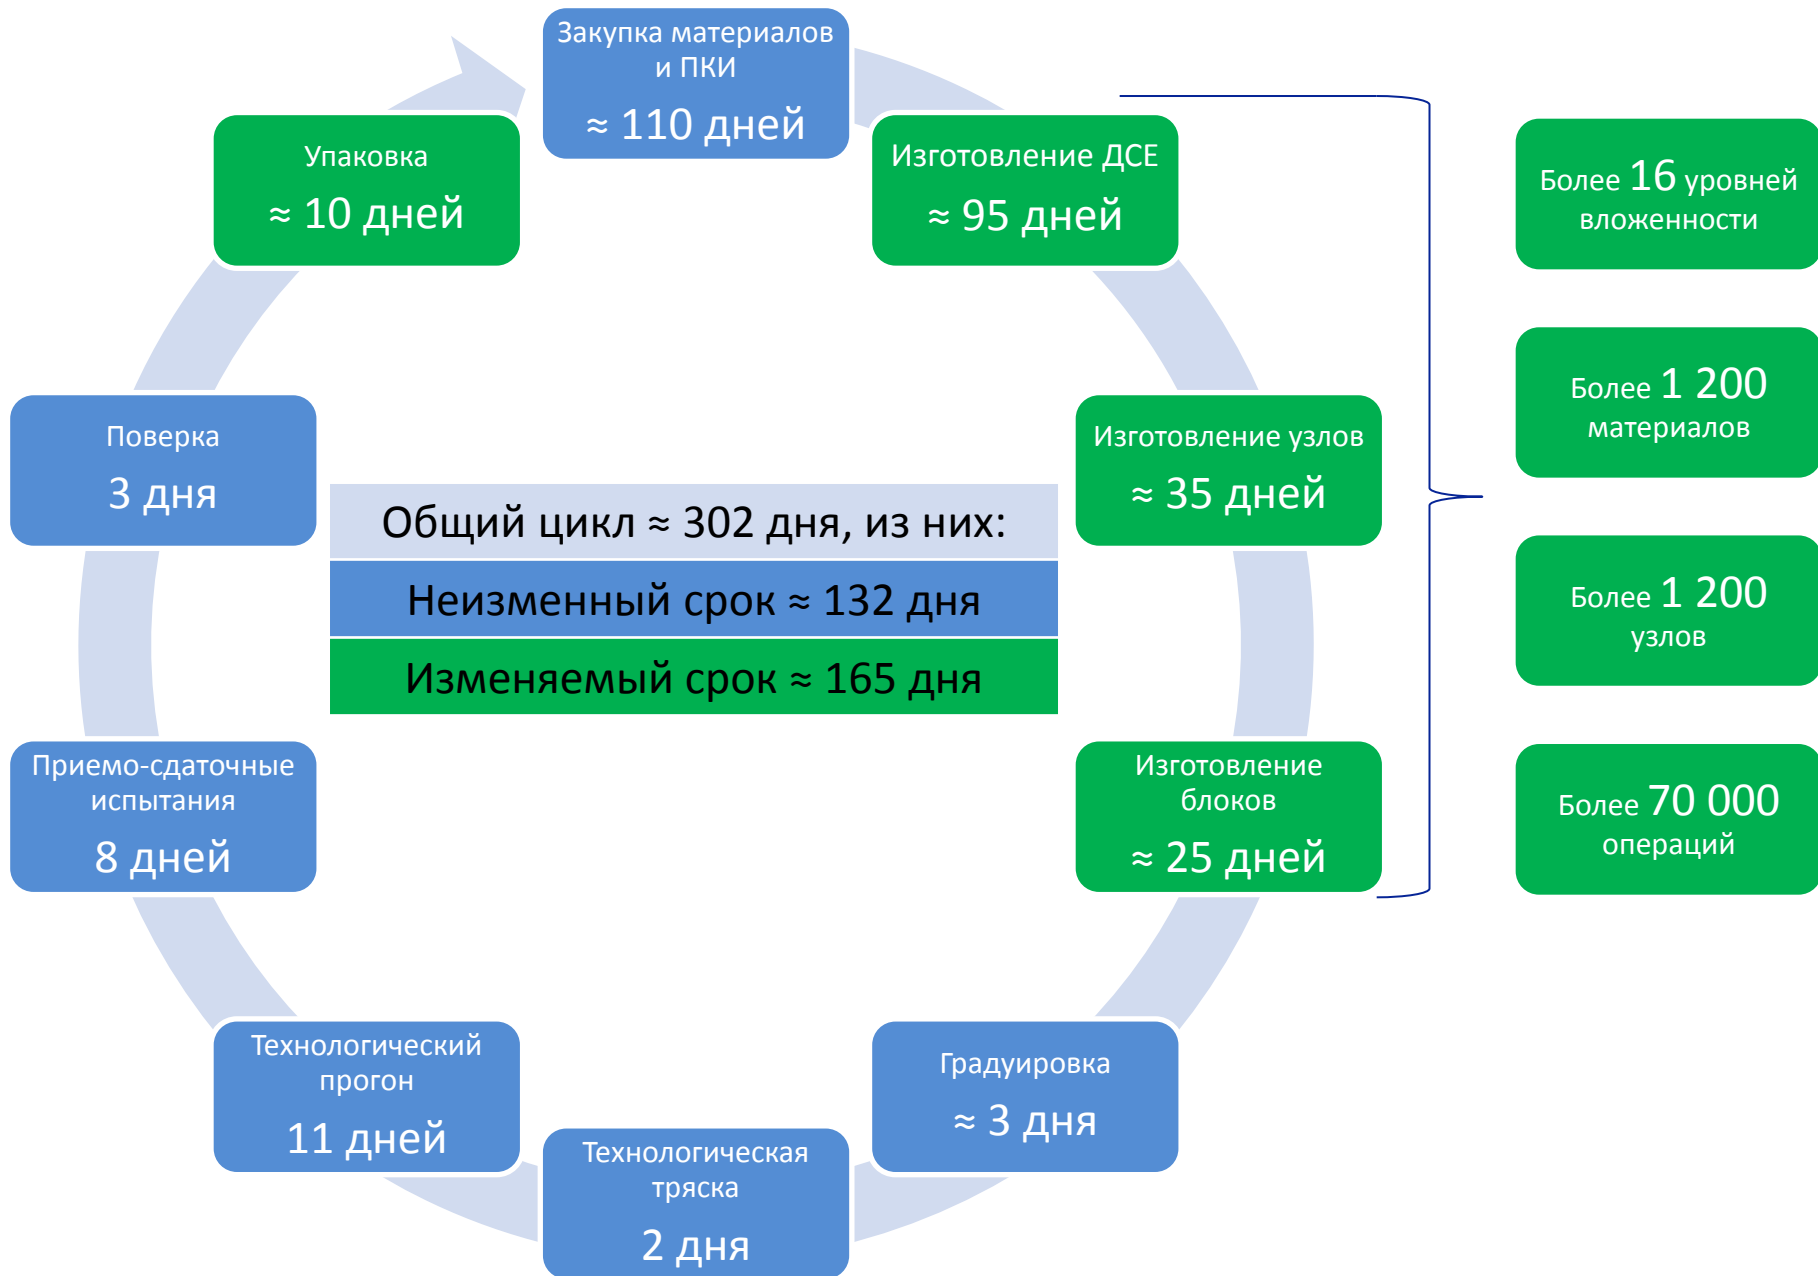 Закупка материалов
и ПКИ
≈ 110 дней
Изготовление ДСЕ
≈ 95 дней
Изготовление узлов
≈ 35 дней
Изготовление
блоков
≈ 25 дней
Градуировка
≈ 3 дня
Технологическая
тряска
2 дня
Технологический
прогон
11 дней
Приемо-сдаточные
испытания
8 дней
Поверка
3 дня
Упаковка
≈ 10 дней
Общий цикл ≈ 302 дня, из них:
Неизменный срок ≈ 132 дня
Изменяемый срок ≈ 165 дня
Более 16 уровней
вложенности
Более 1 200
материалов
Более 1 200
узлов
Более 70 000
операций